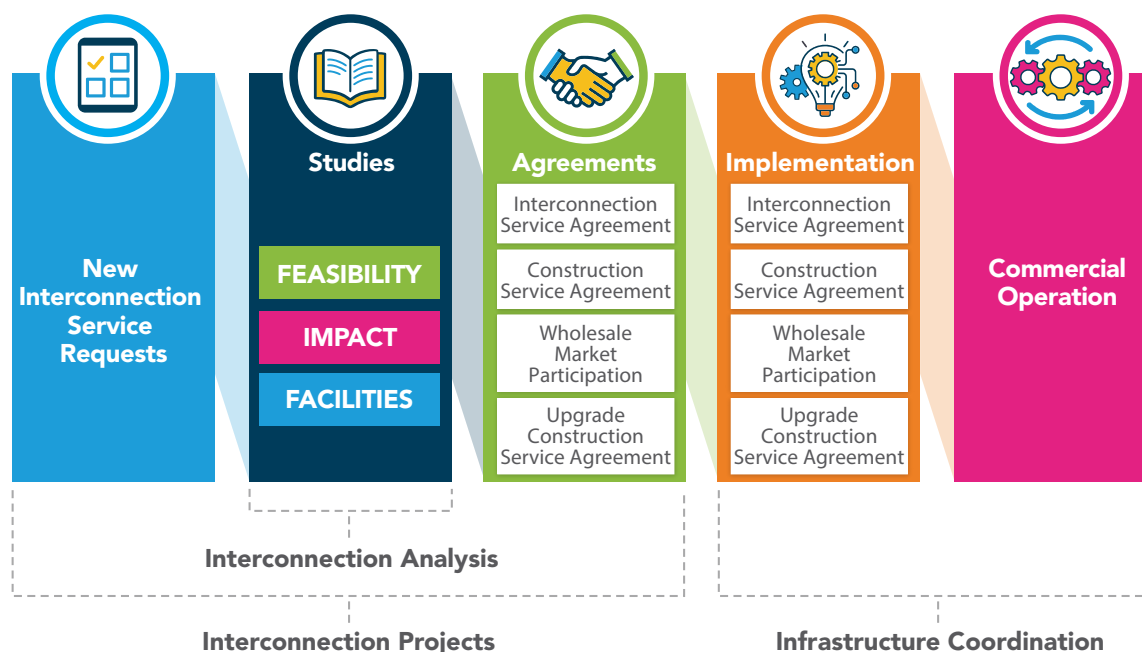 New
Interconnection
Service
Requests
Studies
FEASIBILITY
IMPACT
FACILITIES
Agreements
Interconnection
Service Agreement
Construction
Service Agreement
Wholesale
Market
Participation
Upgrade
Construction
Service Agreement
Implementation
Interconnection
Service Agreement
Construction
Service Agreement
Wholesale
Market
Participation
Upgrade
Construction
Service Agreement
Commercial
Operation
Interconnection Analysis
Interconnection Projects
Infrastructure Coordination